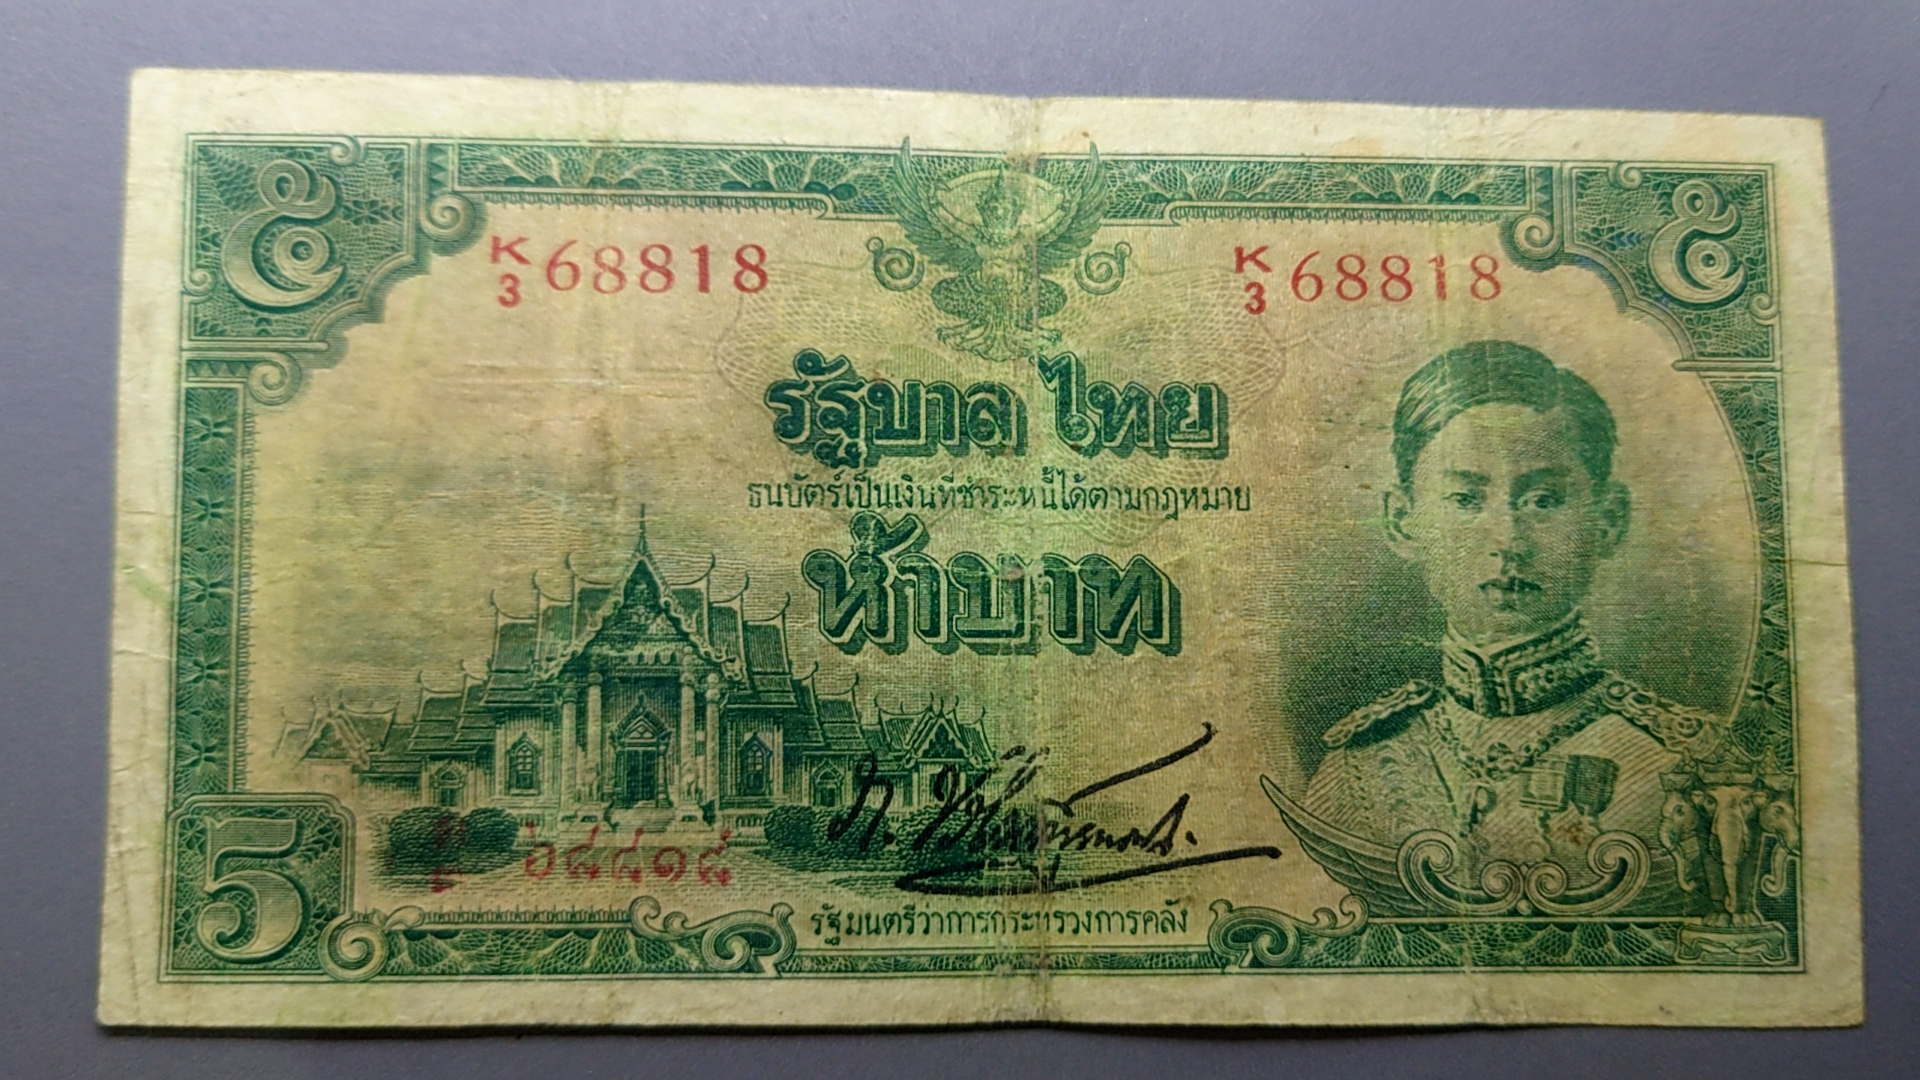 ๕ ๕
K/3 68818 K/3 68818
รัฐบาล ไทย
ธนบัตร์เป็นเงินที่ชำระหนี้ได้ตามกฎหมาย
ห้าบาท
๖๘๘๑๘
5
รัฐมนตรีว่าการกระทรวงการคลัง